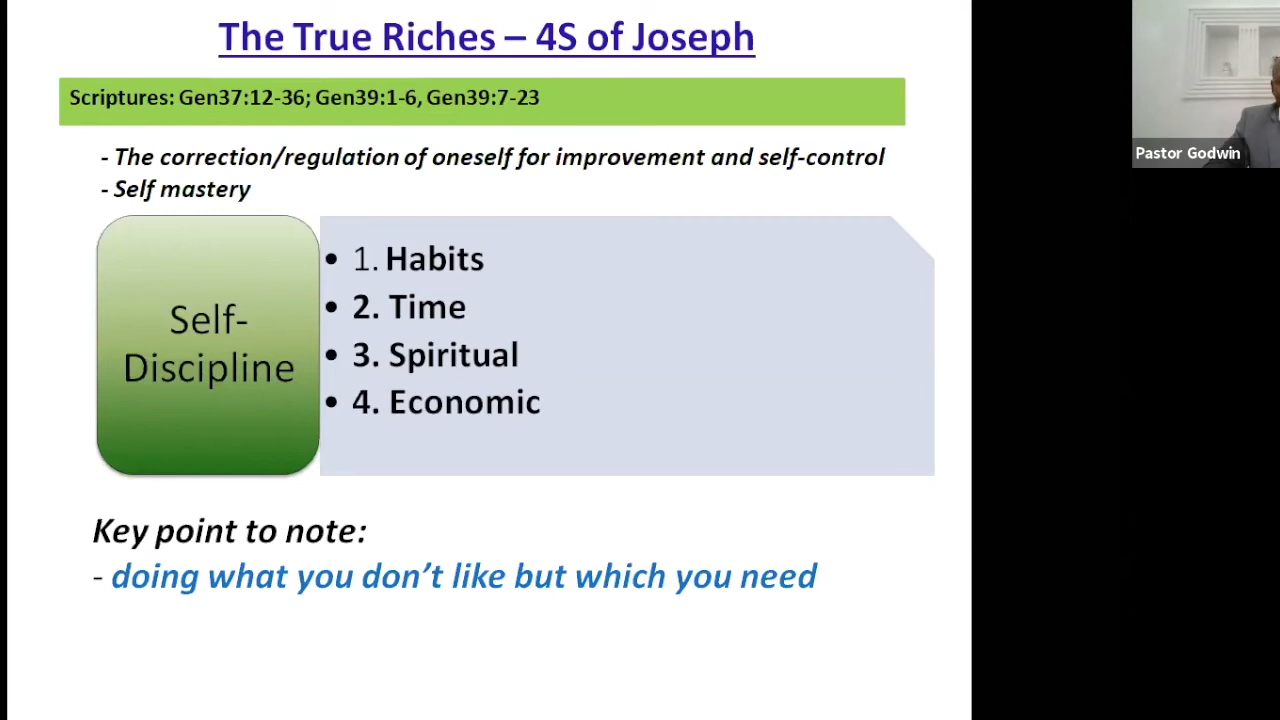 The True Riches – 4S of Joseph
Scriptures: Gen37:12-36; Gen39:1-6, Gen39:7-23
- The correction/regulation of oneself for improvement and self-control
- Self mastery
Self-
Discipline
• 1. Habits
• 2. Time
• 3. Spiritual
• 4. Economic
Key point to note:
- doing what you don’t like but which you need
Pastor Godwin